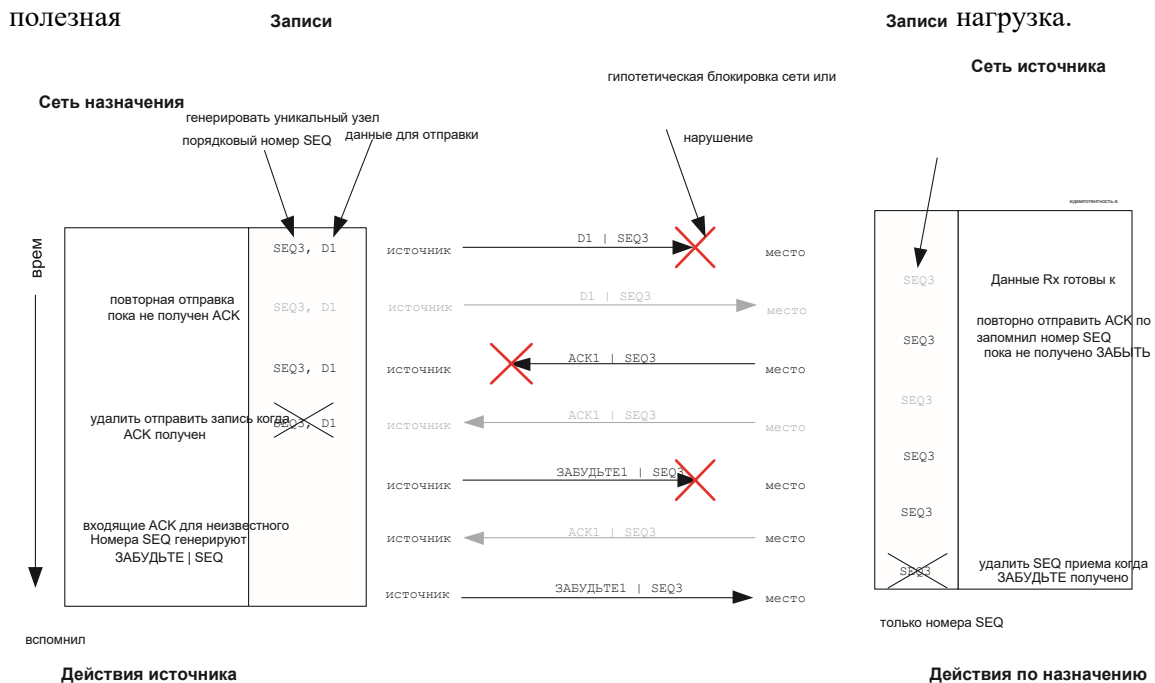 полезная
Записи
Записи нагрузка.
Сеть источника
гипотетическая блокировка сети или
нарушение
Сеть назначения
генерировать уникальный узел
порядковый номер SEQ
данные для отправки
врем
идемпотентность в
SEQ3, D1
источник
D1 | SEQ3
место
SEQ3
Данные Rx готовы к
повторная отправка
пока не получен ACK
SEQ3, D1
источник
D1 | SEQ3
место
повторно отправить ACK по
запомнил номер SEQ
пока не получено ЗАБЫТЬ
SEQ3
SEQ3, D1
источник
ACK1 | SEQ3
место
SEQ3
удалить отправить запись когда
ACK получен
SEQ3, D1
источник
ACK1 | SEQ3
место
SEQ3
источник
ЗАБУДЬТЕ1 | SEQ3
место
SEQ3
входящие ACK для неизвестного
Номера SEQ генерируют
ЗАБУДЬТЕ | SEQ
источник
ACK1 | SEQ3
место
SEQ3
удалить SEQ приема когда
ЗАБУДЬТЕ получено
источник
ЗАБУДЬТЕ1 | SEQ3
место
только номера SEQ
вспомнил
Действия источника
Действия по назначению